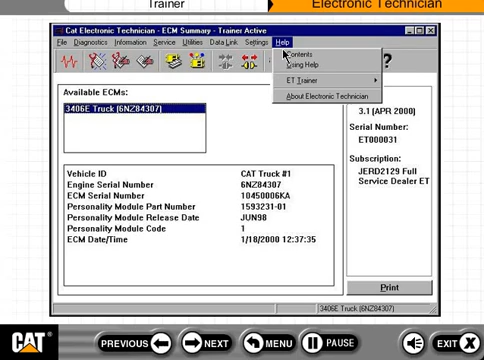 Trainer
Electronic Technician
Cat Electronic Technician - ECM Summary - Trainer Active
File Diagnostics Information Service Utilities Data Link Settings Help
Contents
Using Help
ET Trainer
About Electronic Technician
?
Available ECMs:
3406E Truck (6NZ84307)
3.1 (APR 2000)
Serial Number:
ET000031
Subscription:
JERD2129 Full
Service Dealer ET
Vehicle ID CAT Truck #1
Engine Serial Number 6NZ84307
ECM Serial Number 10450006KA
Personality Module Part Number 1593231-01
Personality Module Release Date JUN98
Personality Module Code 1
ECM Date/Time 1/18/2000 12:37:35
Print
3406E Truck (6NZ84307)
CAT PREVIOUS NEXT MENU PAUSE EXIT X